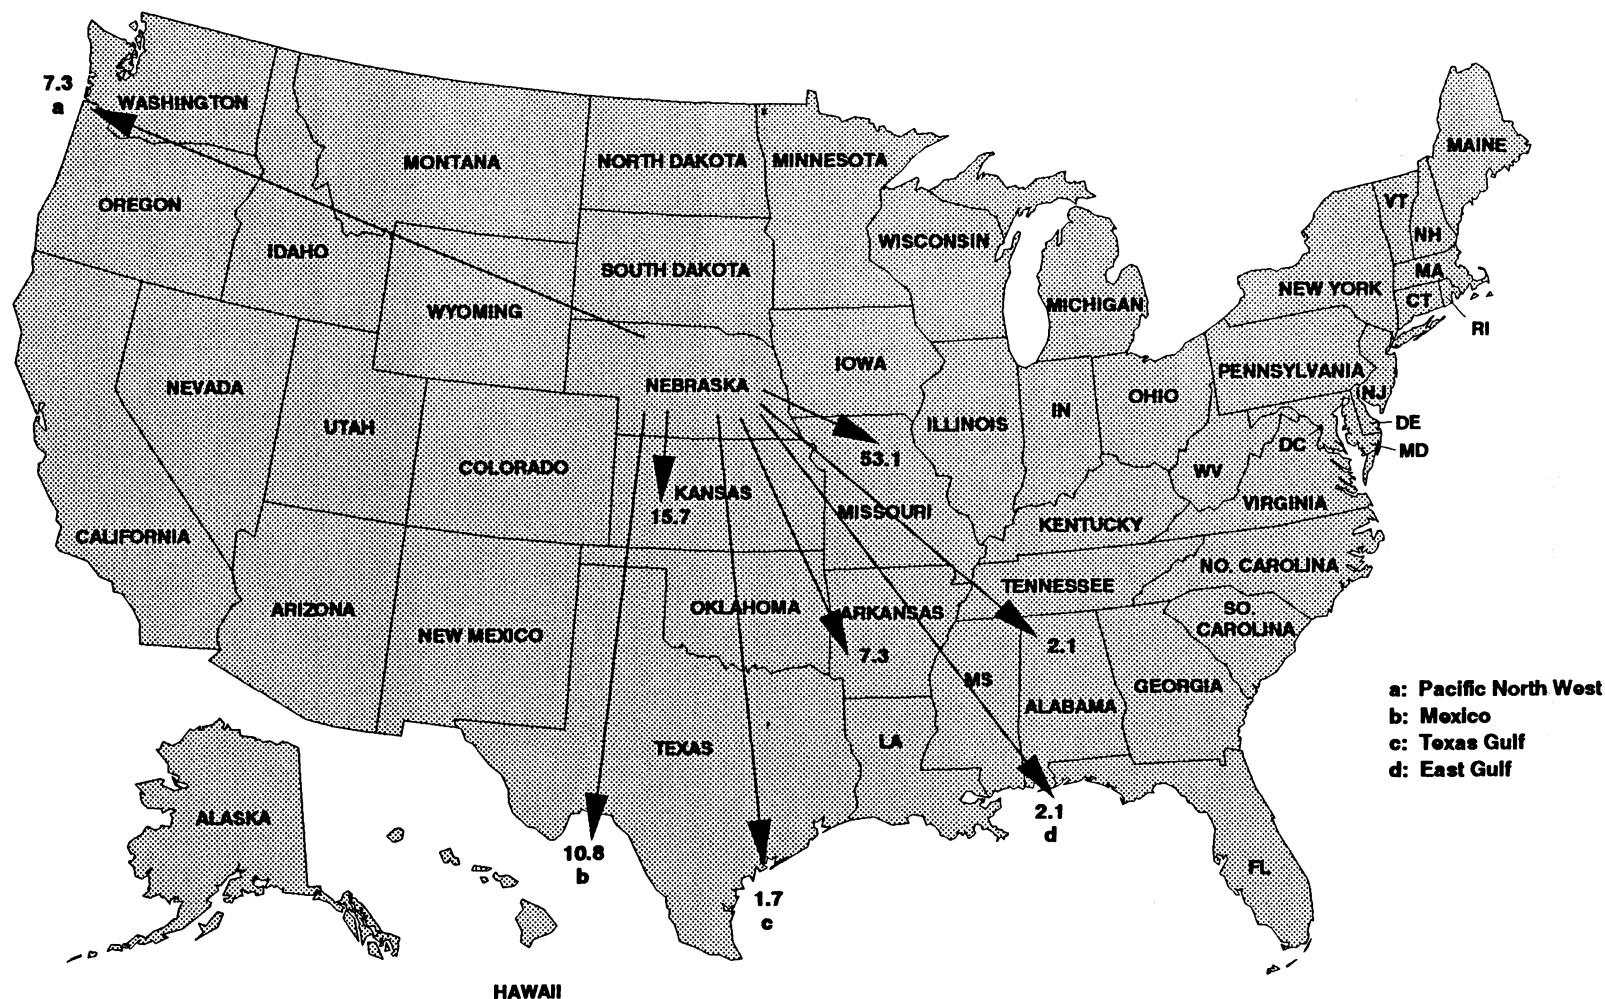 7.3
a
WASHINGTON
MONTANA
NORTH DAKOTA
MINNESOTA
MAINE
OREGON
IDAHO
VT
NH
WISCONSIN
SOUTH DAKOTA
MA
NEW YORK
CT
MICHIGAN
WYOMING
RI
IOWA
PENNSYLVANIA
NEVADA
NEBRASKA
NJ
OHIO
IN
ILLINOIS
DE
UTAH
DC
MD
53.1
COLORADO
WV
KANSAS
15.7
MISSOURI
VIRGINIA
KENTUCKY
CALIFORNIA
NO. CAROLINA
TENNESSEE
ARIZONA
OKLAHOMA
ARKANSAS
SO.
CAROLINA
NEW MEXICO
2.1
7.3
MS
GEORGIA
ALABAMA
a: Pacific North West
b: Mexico
c: Texas Gulf
d: East Gulf
TEXAS
LA
ALASKA
2.1
d
10.8
b
FL
1.7
c
HAWAII